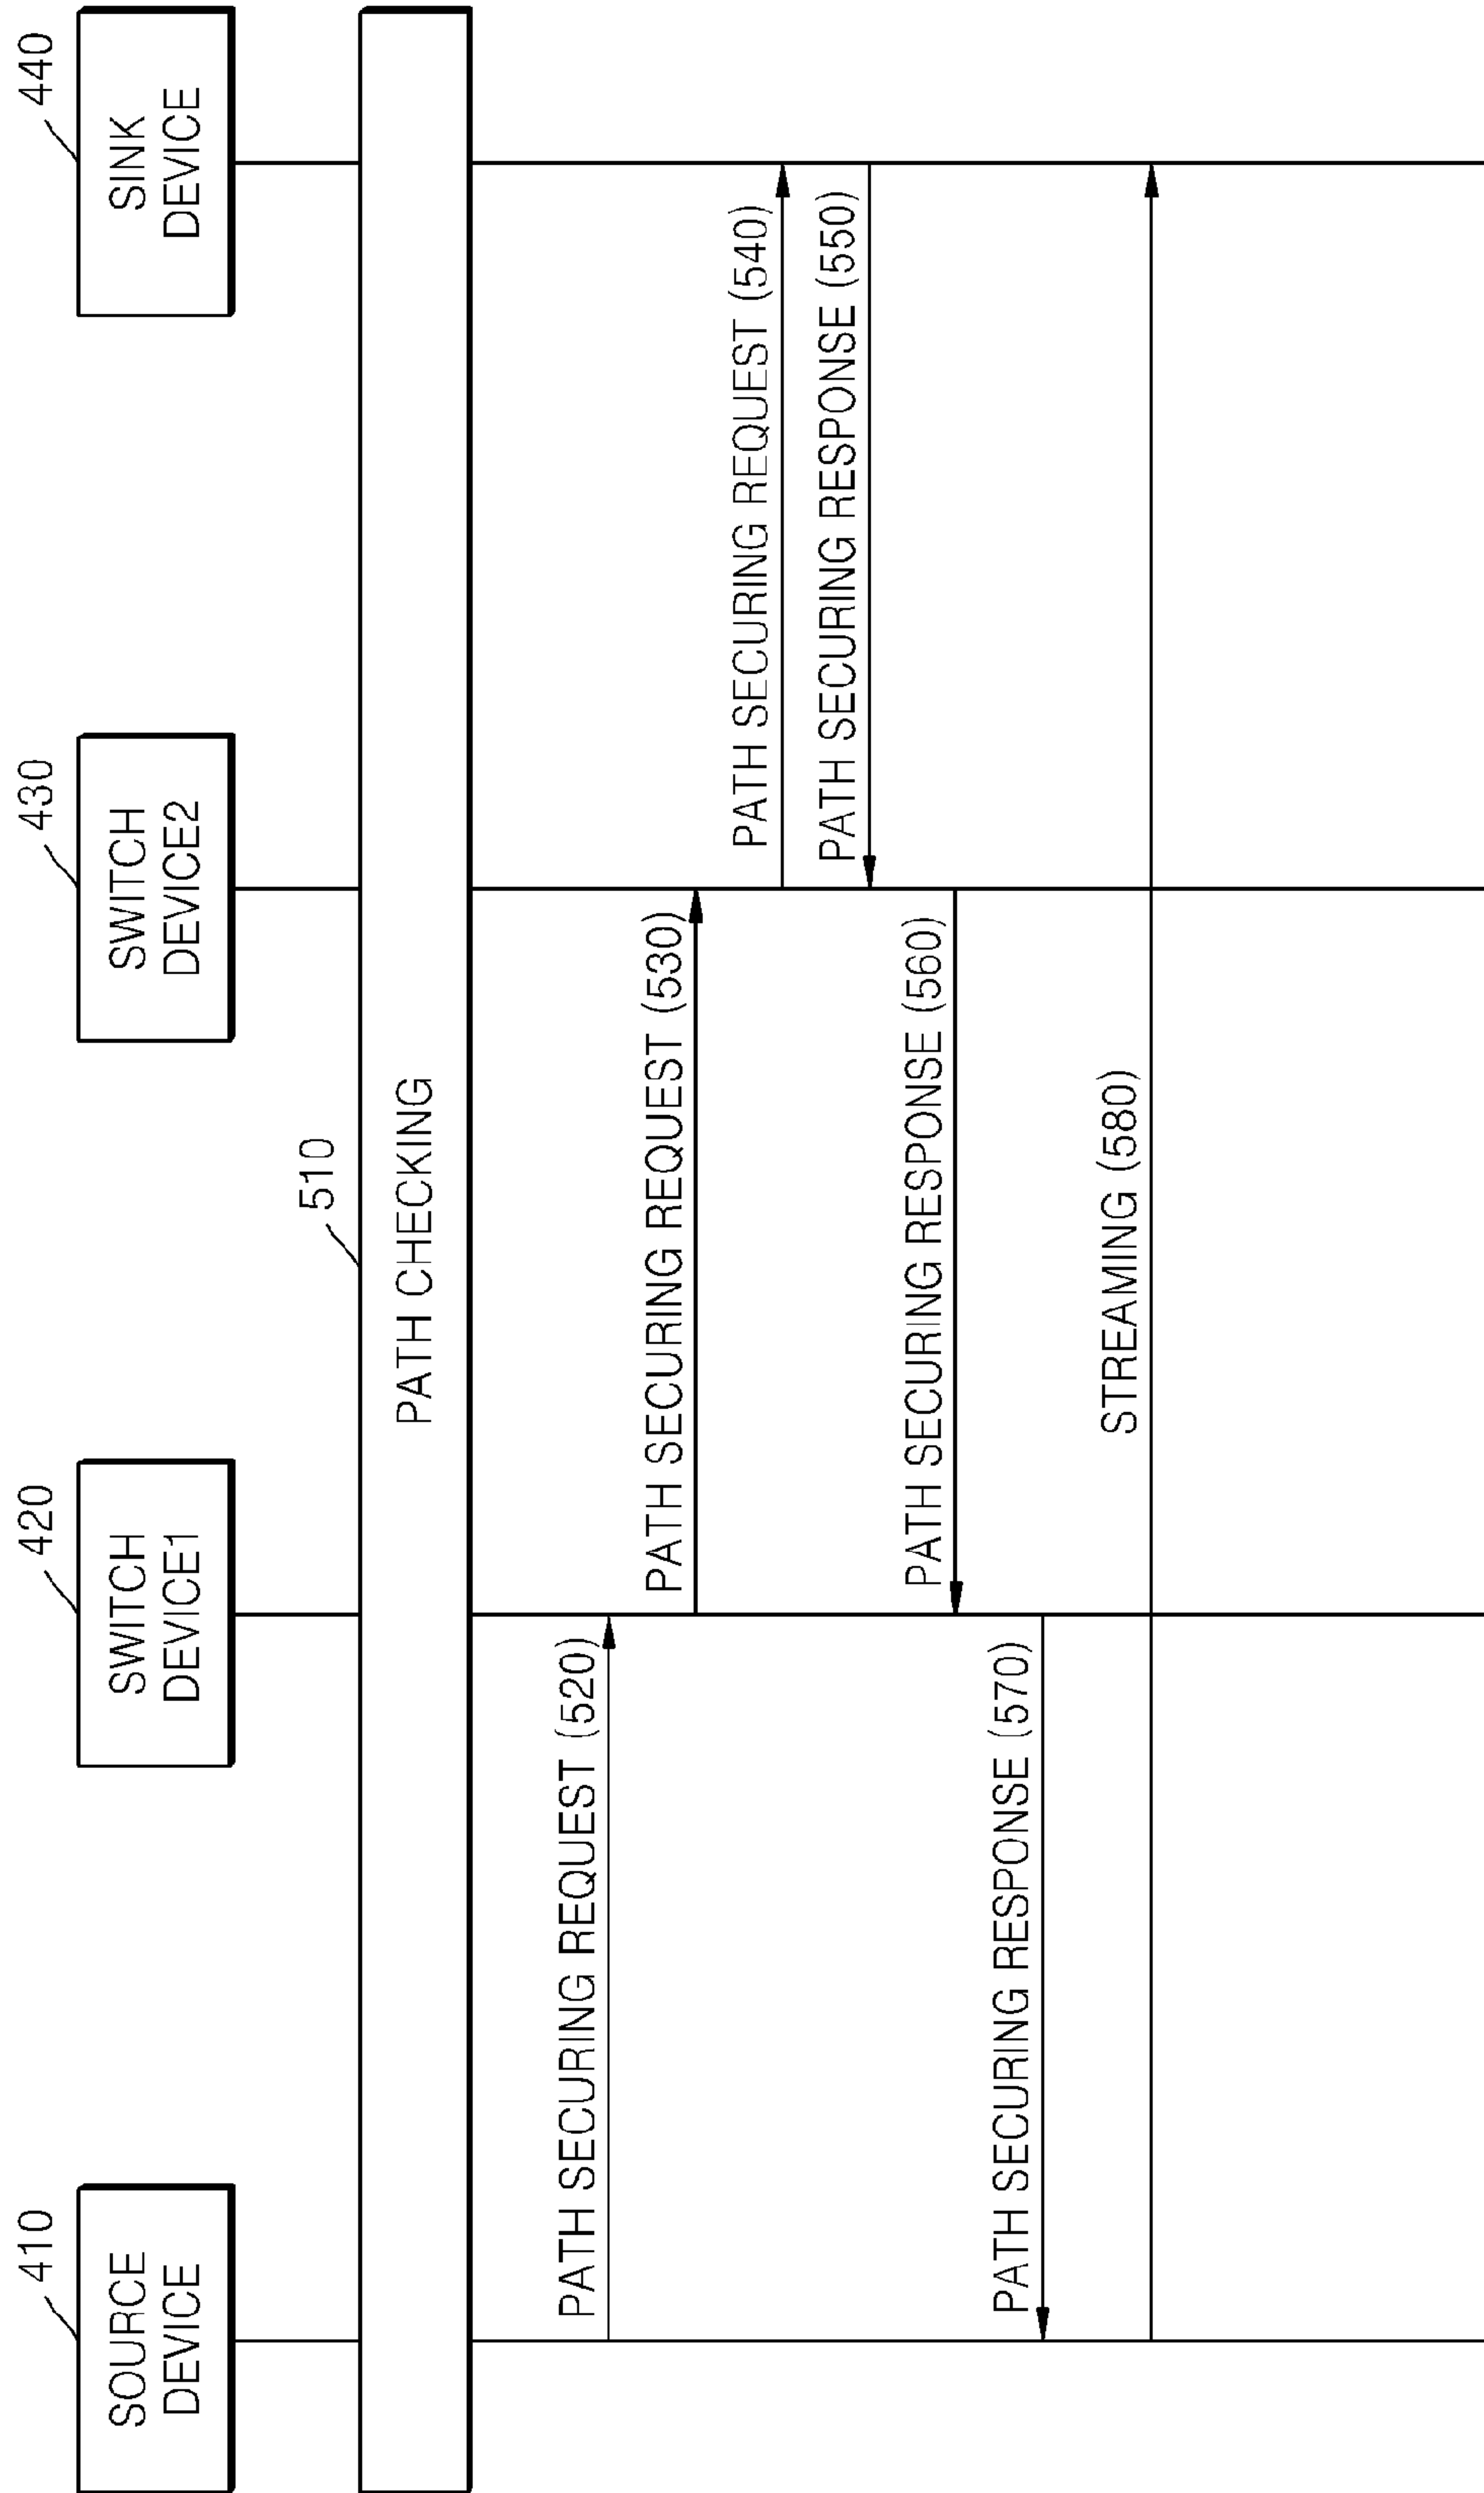 410
SOURCE
DEVICE
420
SWITCH
DEVICE1
430
SWITCH
DEVICE2
440
SINK
DEVICE
510
PATH CHECKING
PATH SECURING REQUEST (520)
PATH SECURING REQUEST (530)
PATH SECURING REQUEST (540)
PATH SECURING RESPONSE (550)
PATH SECURING RESPONSE (560)
PATH SECURING RESPONSE (570)
STREAMING (580)